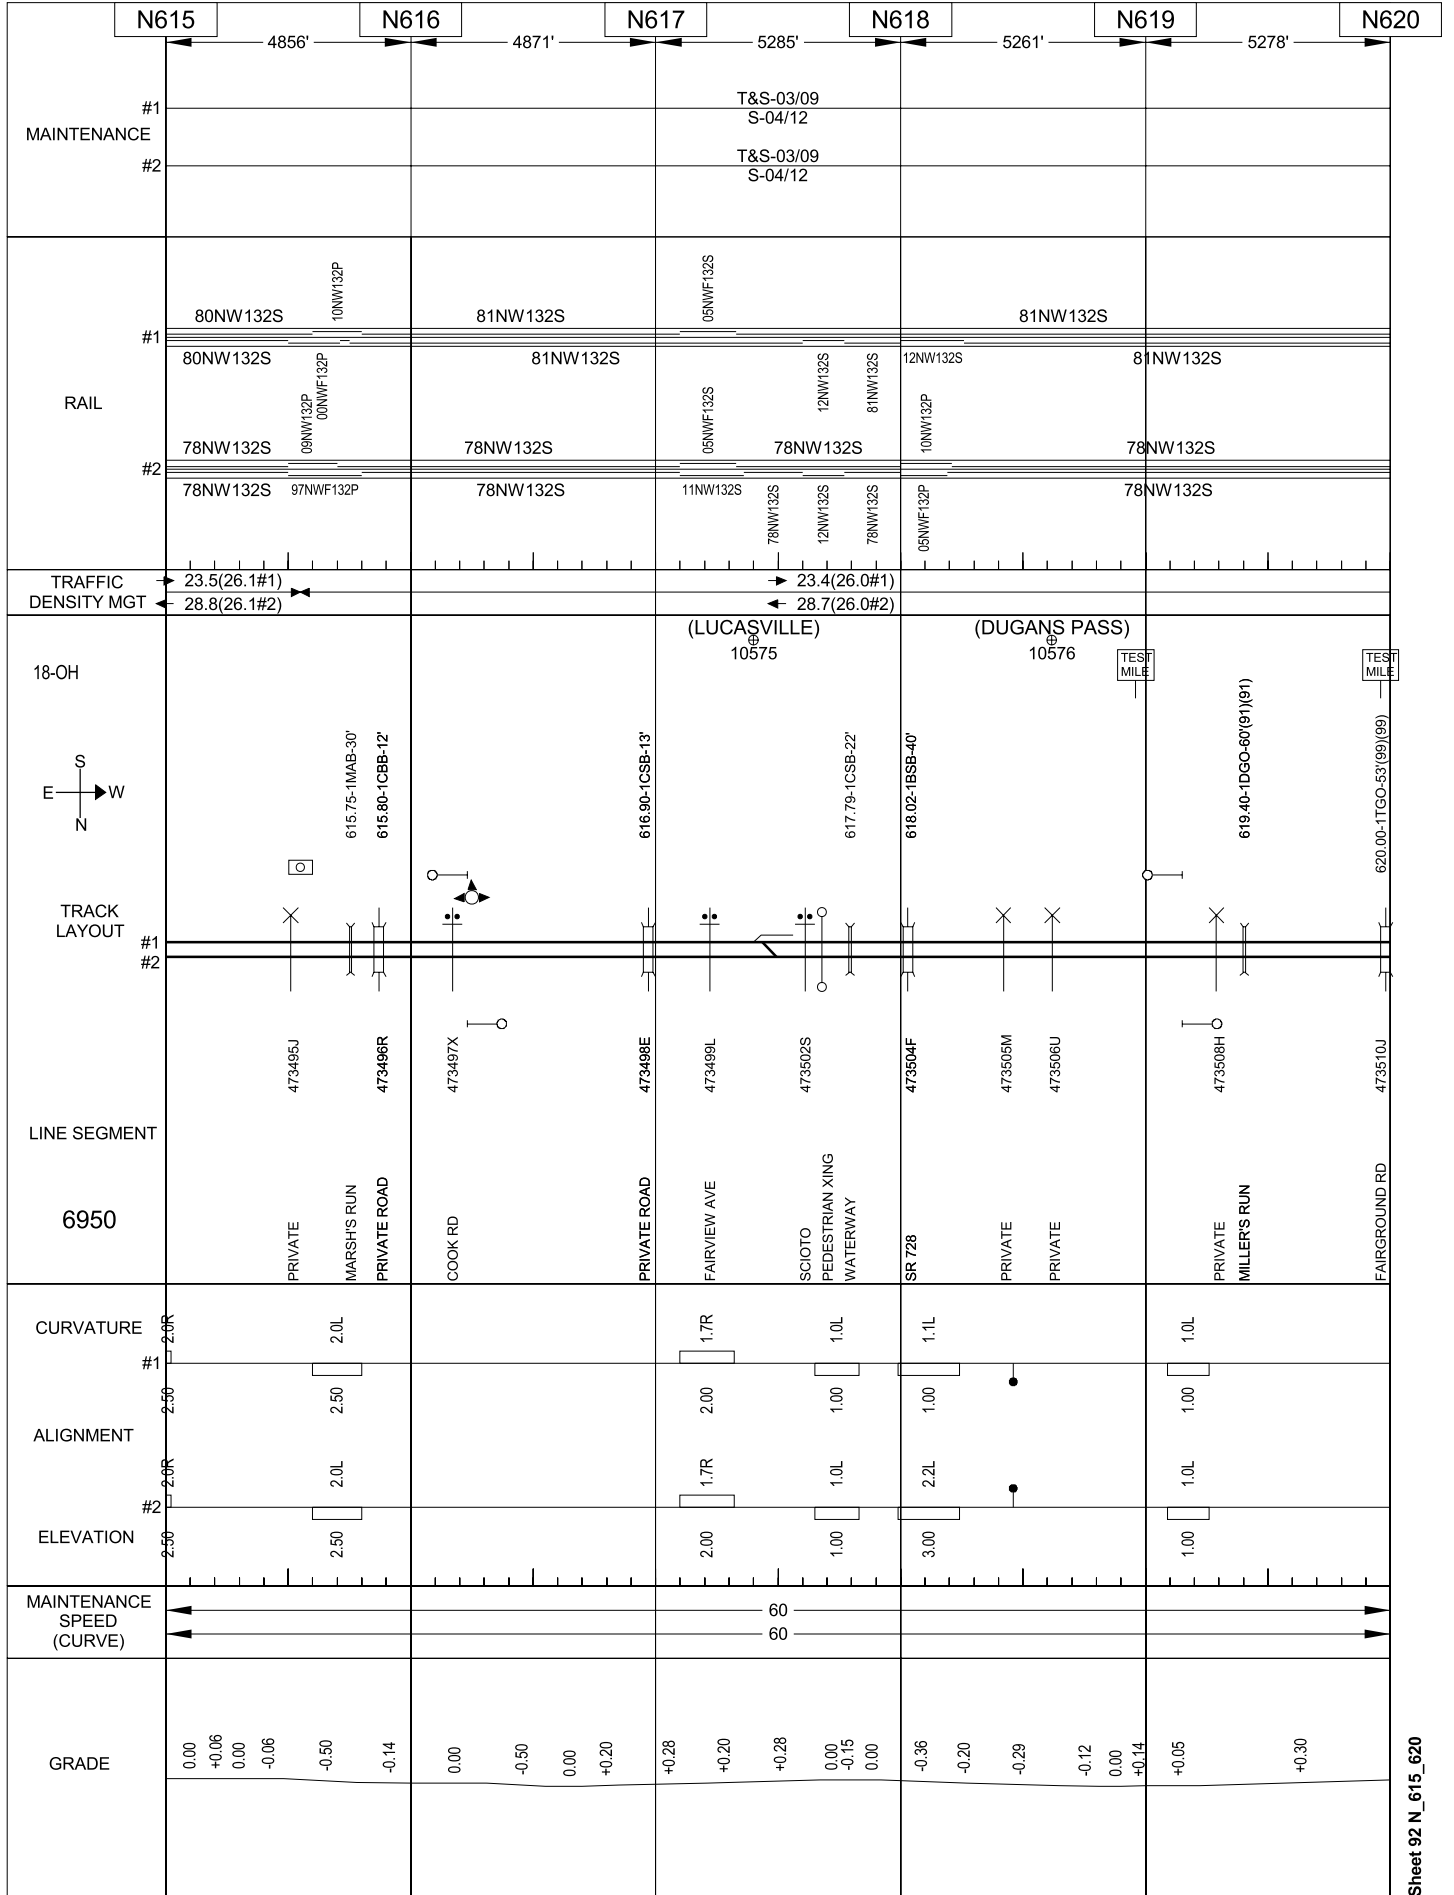 N615 N616 N617 N618 N619 N620
4856' 4871' 5285' 5261' 5278'
MAINTENANCE
#1
T&S-03/09
S-04/12
#2
T&S-03/09
S-04/12
RAIL
10NW132P 05NWF132S
80NW132S 81NW132S 81NW132S
#1
80NW132S 81NW132S 12NW132S 81NW132S
09NW132P 00NWF132P 05NWF132S 12NW132S 81NW132S 10NW132P
78NW132S 78NW132S 78NW132S 78NW132S
#2
78NW132S 97NWF132P 78NW132S 11NW132S 78NW132S
78NW132S 12NW132S 78NW132S 05NWF132P
TRAFFIC
DENSITY MGT
23.5(26.1#1) 23.4(26.0#1)
28.8(26.1#2) 28.7(26.0#2)
(LUCASVILLE) (DUGANS PASS)
10575 10576
TEST
MILE
TEST
MILE
18-OH
S
E W
N
615.75-1MAB-30'
615.80-1CBB-12'
616.90-1CSB-13'
617.79-1CSB-22'
618.02-1BSB-40'
619.40-1DGO-60'(91)(91)
620.00-1TGO-53'(99)(99)
TRACK
LAYOUT
#1
#2
473495J
473496R
473497X
473498E
473499L
473502S
473504F
473505M
473506U
473508H
473510J
LINE SEGMENT
6950
PRIVATE
MARSH'S RUN
PRIVATE ROAD
COOK RD
PRIVATE ROAD
FAIRVIEW AVE
SCIOTO
PEDESTRIAN XING
WATERWAY
SR 728
PRIVATE
PRIVATE
PRIVATE
MILLER'S RUN
FAIRGROUND RD
CURVATURE
2.0R 2.0L 1.7R 1.0L 1.1L 1.0L
#1
2.50 2.50 2.00 1.00 1.00 1.00
ALIGNMENT
2.0R 2.0L 1.7R 1.0L 2.2L 1.0L
#2
ELEVATION
2.50 2.50 2.00 1.00 3.00 1.00
MAINTENANCE
SPEED
(CURVE)
60
60
GRADE
0.00 +0.06 0.00 -0.06 -0.50 -0.14 0.00 -0.50 0.00 +0.20 +0.28 +0.20 +0.28 0.00 -0.15 0.00 -0.36 -0.20 -0.29 -0.12 0.00 +0.14 +0.05 +0.30
Sheet 92 N_615_620